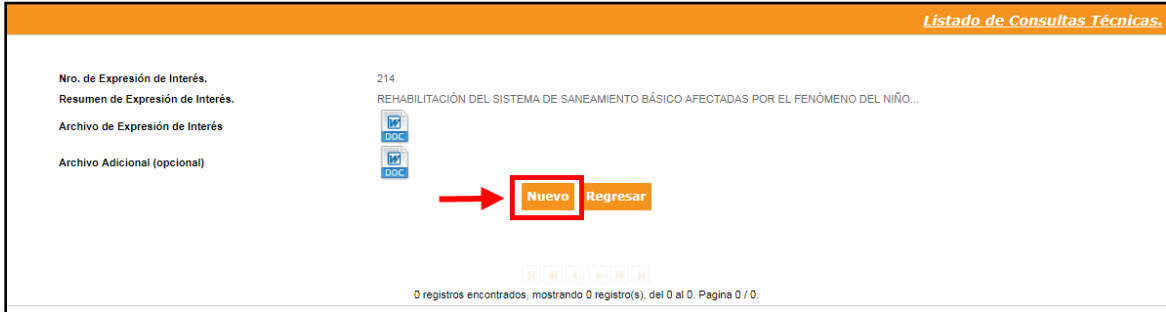 Listado de Consultas Técnicas.
Nro. de Expresión de Interés. 214
Resumen de Expresión de Interés. REHABILITACIÓN DEL SISTEMA DE SANEAMIENTO BÁSICO AFECTADAS POR EL FENÓMENO DEL NIÑO...
Archivo de Expresión de Interés DOC
Archivo Adicional (opcional) DOC
Nuevo Regresar
0 registros encontrados, mostrando 0 registro(s), del 0 al 0. Pagina 0 / 0.